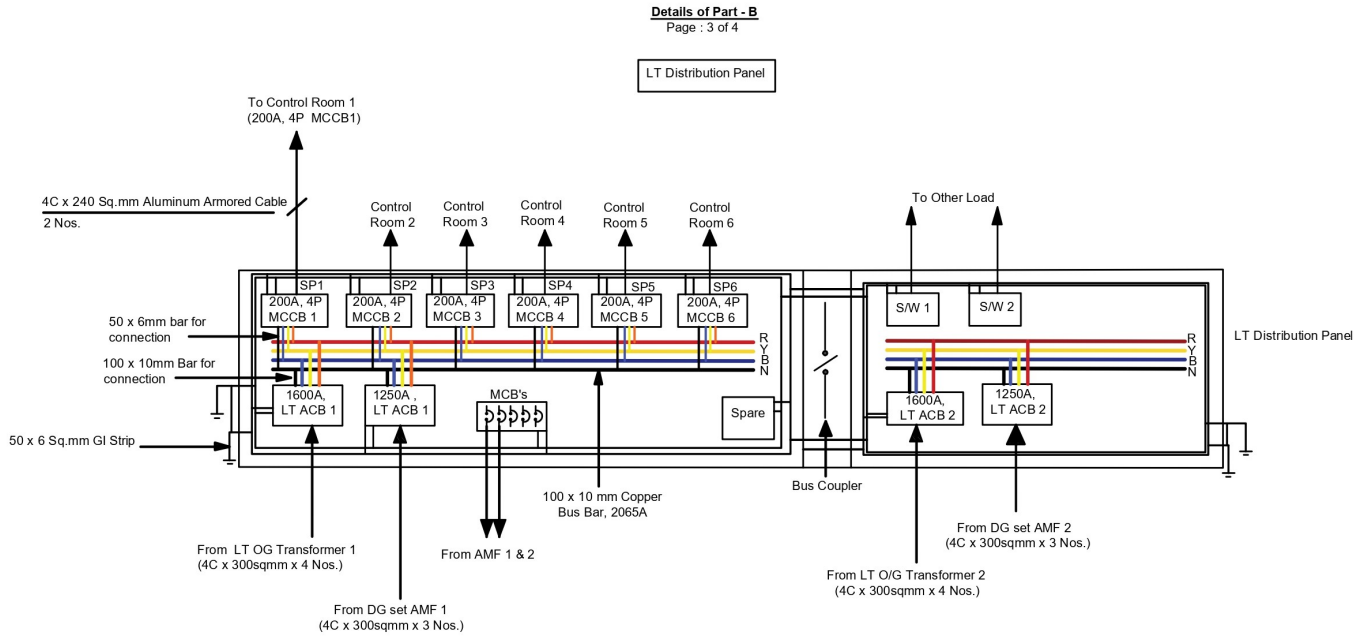 Details of Part - B
Page : 3 of 4
LT Distribution Panel
To Control Room 1
(200A, 4P MCCB1)
4C x 240 Sq.mm Aluminum Armored Cable
2 Nos.
Control
Room 2
Control
Room 3
Control
Room 4
Control
Room 5
Control
Room 6
To Other Load
SP1
SP2
SP3
SP4
SP5
SP6
200A, 4P
MCCB 1
200A, 4P
MCCB 2
200A, 4P
MCCB 3
200A, 4P
MCCB 4
200A, 4P
MCCB 5
200A, 4P
MCCB 6
S/W 1
S/W 2
50 x 6mm bar for
connection
R
Y
B
N
R
Y
B
N
LT Distribution Panel
100 x 10mm Bar for
connection
1600A,
LT ACB 1
1250A ,
LT ACB 1
MCB's
Spare
1600A,
LT ACB 2
1250A,
LT ACB 2
50 x 6 Sq.mm GI Strip
100 x 10 mm Copper
Bus Bar, 2065A
Bus Coupler
From LT OG Transformer 1
(4C x 300sqmm x 4 Nos.)
From AMF 1 & 2
From DG set AMF 2
(4C x 300sqmm x 3 Nos.)
From LT O/G Transformer 2
(4C x 300sqmm x 4 Nos.)
From DG set AMF 1
(4C x 300sqmm x 3 Nos.)